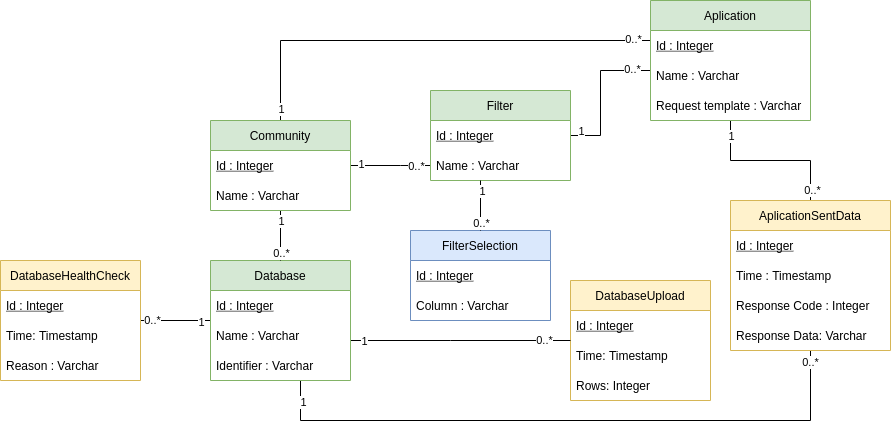 Aplication
Id : Integer
Name : Varchar
Request template : Varchar
0..*
0..*
1
1
Filter
Id : Integer
Name : Varchar
1
1
0..*
Community
Id : Integer
Name : Varchar
1
0..*
1
0..*
1
0..*
FilterSelection
Id : Integer
Column : Varchar
AplicationSentData
Id : Integer
Time : Timestamp
Response Code : Integer
Response Data: Varchar
0..*
DatabaseHealthCheck
Id : Integer
Time: Timestamp
Reason : Varchar
0..*
1
Database
Id : Integer
Name : Varchar
Identifier : Varchar
1
0..*
DatabaseUpload
Id : Integer
Time: Timestamp
Rows: Integer
1